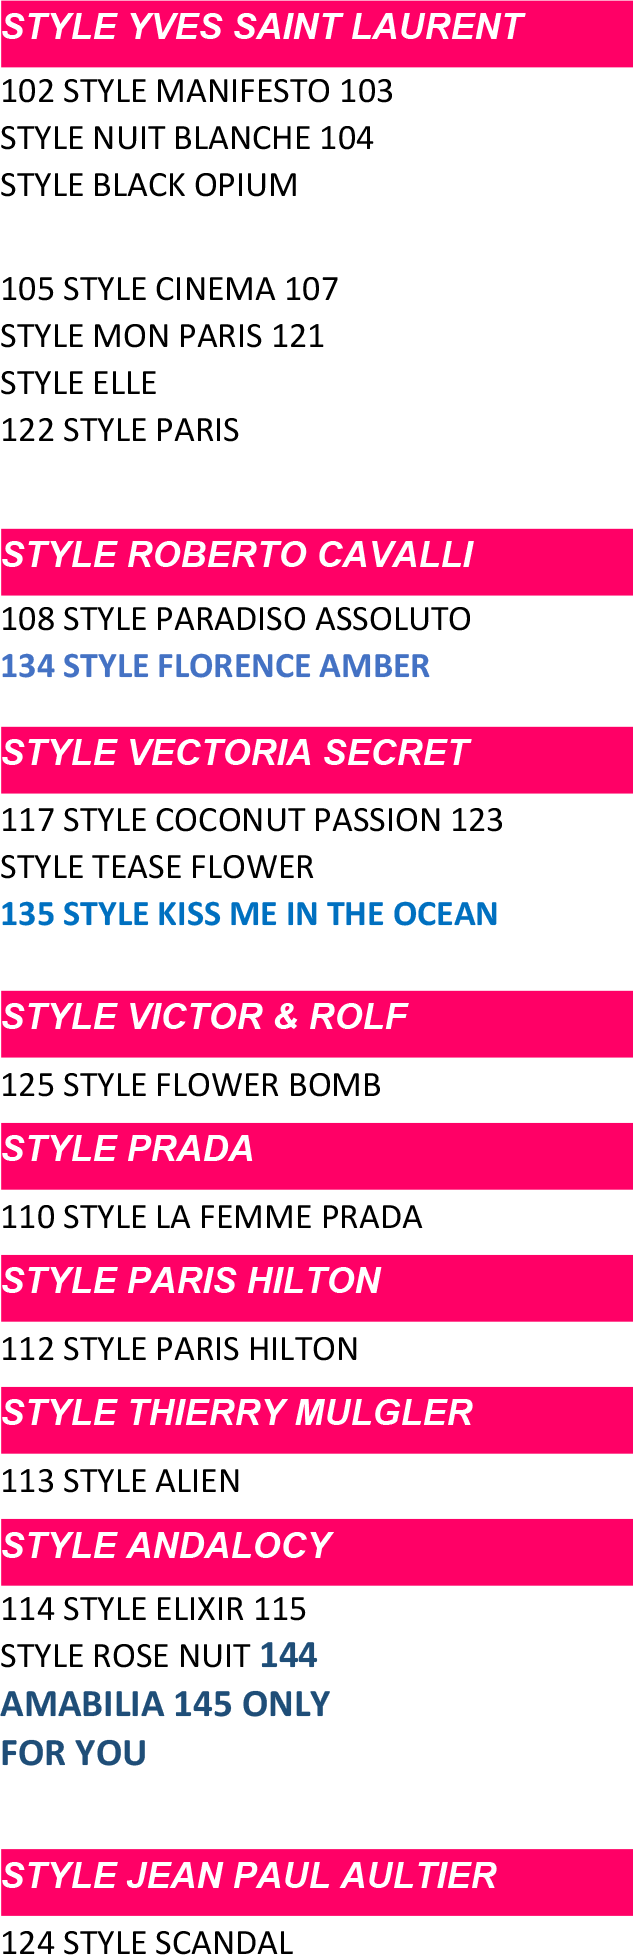 STYLE YVES SAINT LAURENT
102 STYLE MANIFESTO 103
STYLE NUIT BLANCHE 104
STYLE BLACK OPIUM
105 STYLE CINEMA 107
STYLE MON PARIS 121
STYLE ELLE
122 STYLE PARIS
STYLE ROBERTO CAVALLI
108 STYLE PARADISO ASSOLUTO
134 STYLE FLORENCE AMBER
STYLE VECTORIA SECRET
117 STYLE COCONUT PASSION 123
STYLE TEASE FLOWER
135 STYLE KISS ME IN THE OCEAN
STYLE VICTOR & ROLF
125 STYLE FLOWER BOMB
STYLE PRADA
110 STYLE LA FEMME PRADA
STYLE PARIS HILTON
112 STYLE PARIS HILTON
STYLE THIERRY MULGLER
113 STYLE ALIEN
STYLE ANDALOCY
114 STYLE ELIXIR 115
STYLE ROSE NUIT 144
AMABILIA 145 ONLY
FOR YOU
STYLE JEAN PAUL AULTIER
124 STYLE SCANDAL